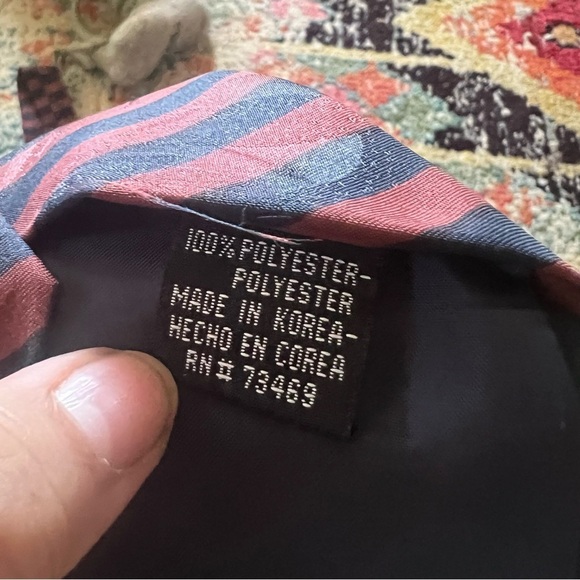 100% POLYESTER-
POLYESTER
MADE IN KOREA-
HECHO EN COREA
RN# 73469